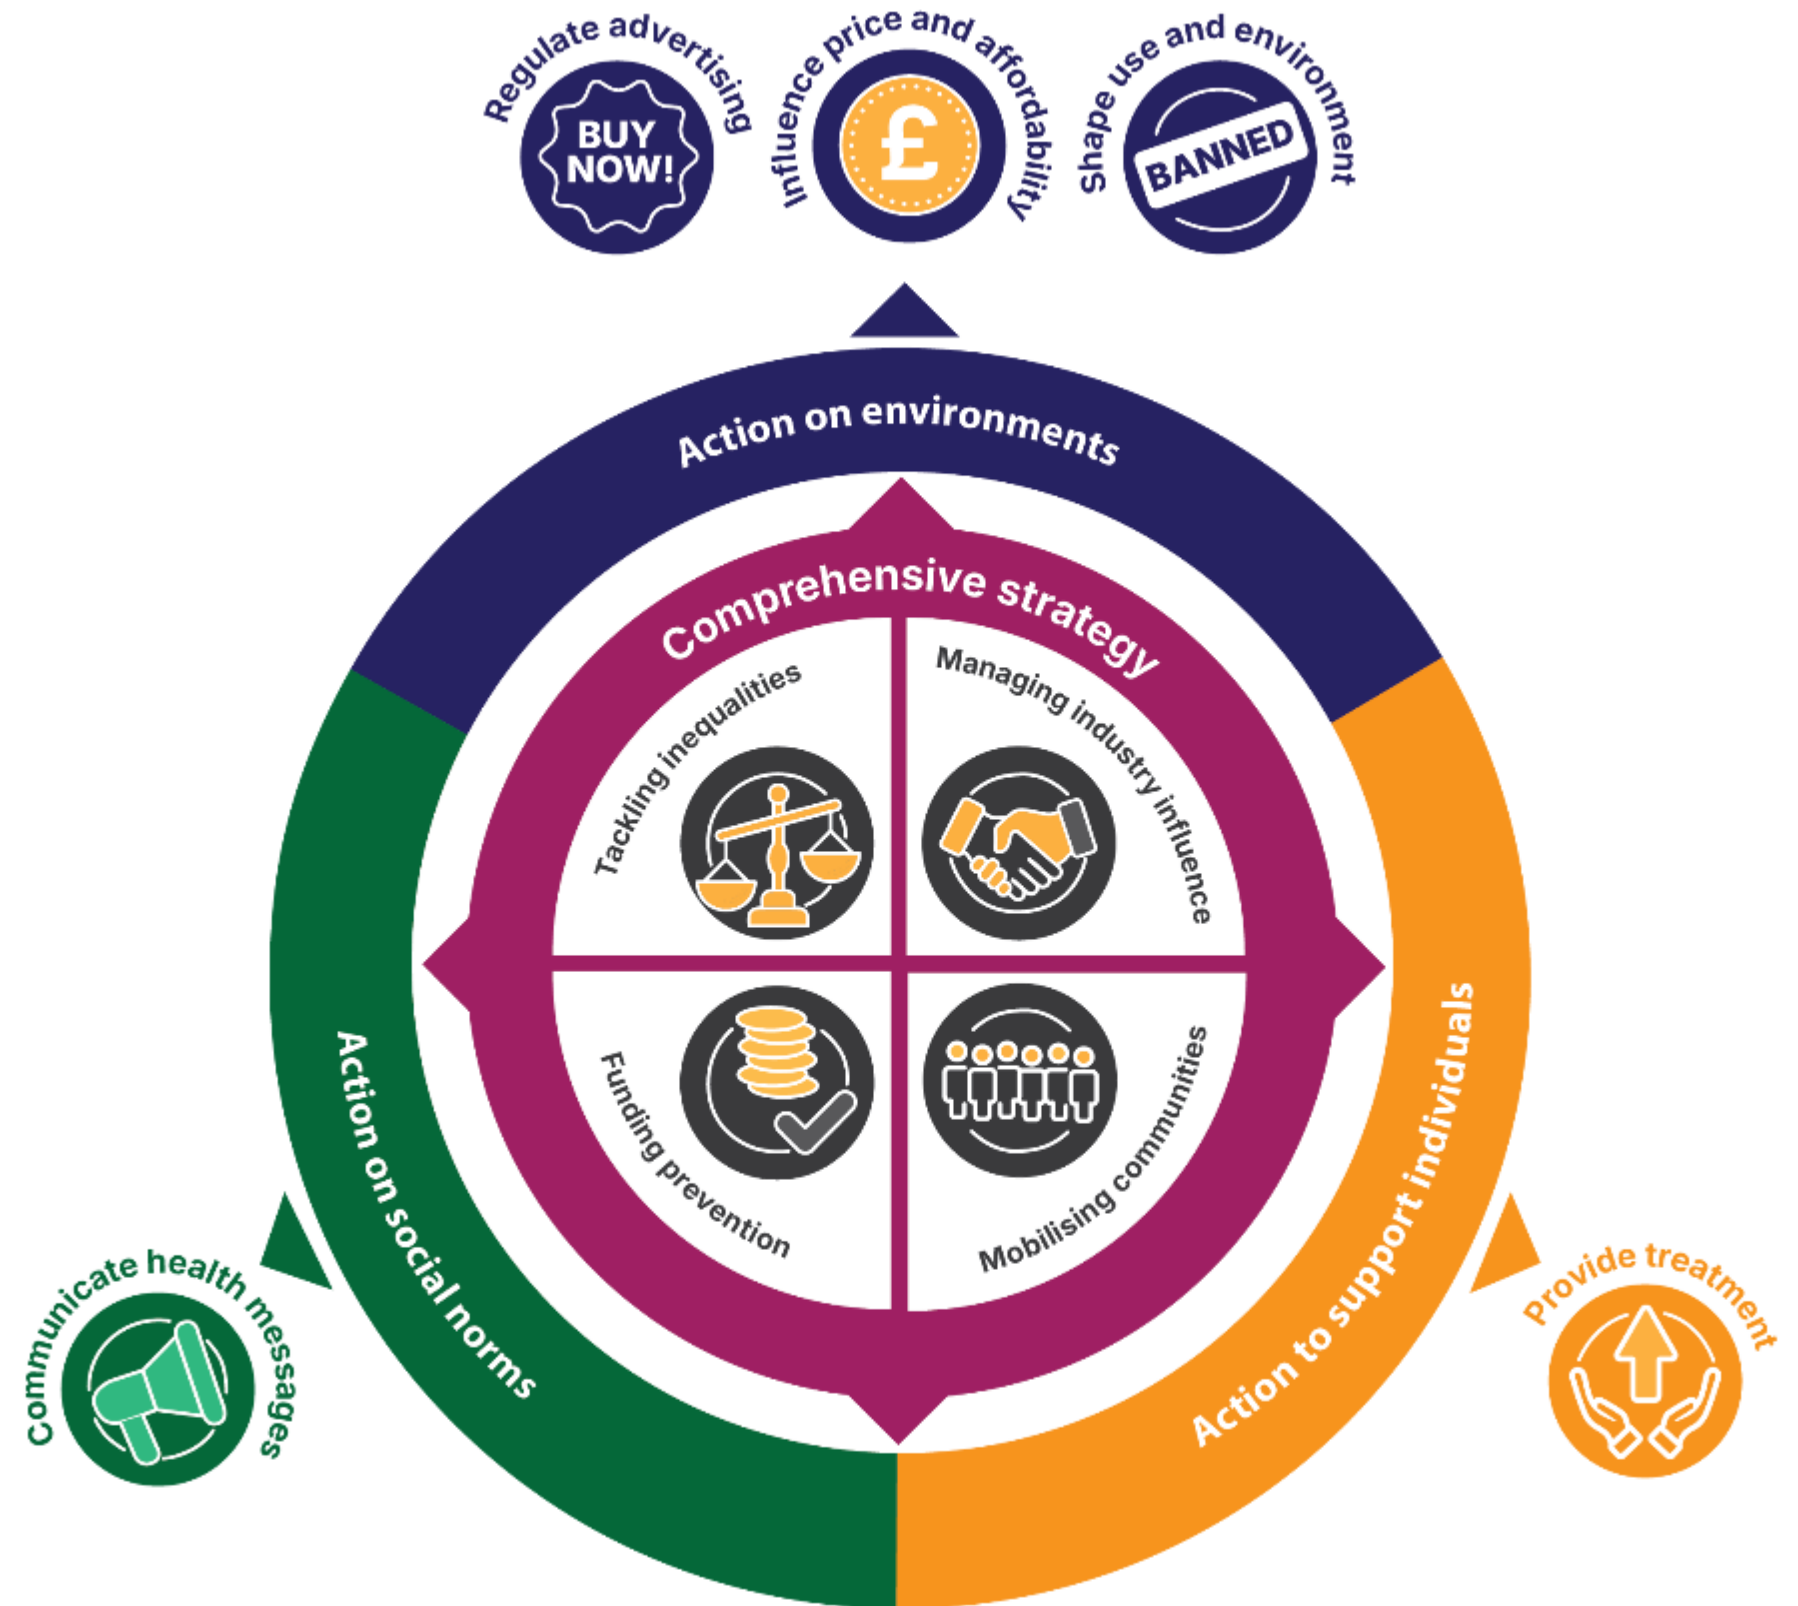 Regulate advertising
BUY
NOW!
Influence price and affordability
£
Shape use and environment
BANNED
Action on environments
Comprehensive strategy
Tackling inequalities
Managing industry influence
Funding prevention
Mobilising communities
Action on social norms
Action to support individuals
Communicate health messages
Provide treatment